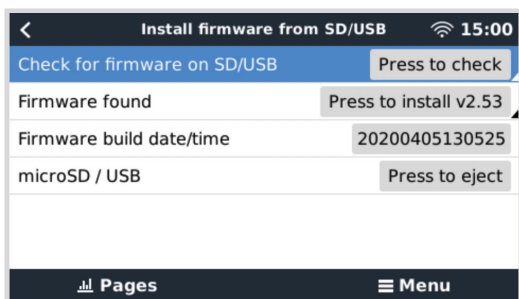 Install firmware from SD/USB 15:00
Check for firmware on SD/USB Press to check
Firmware found Press to install v2.53
Firmware build date/time 20200405130525
microSD / USB Press to eject
Pages Menu